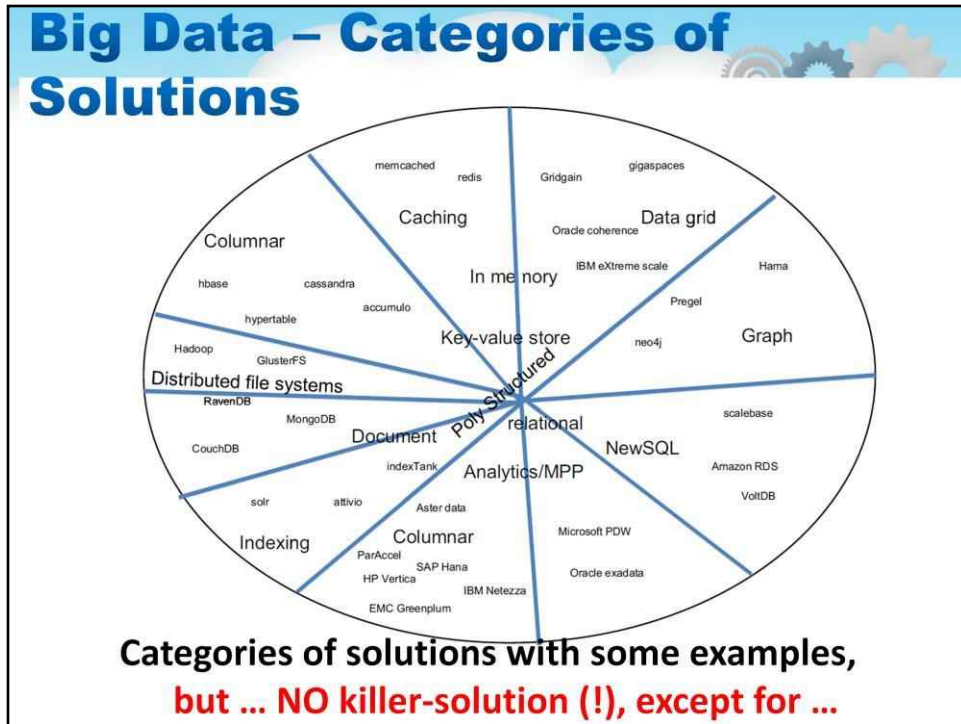 Big Data – Categories of
Solutions
memcached
redis
Caching
Gridgain
gigaspaces
Data grid
Oracle coherence
IBM eXtreme scale
In memory
Key-value store
Columnar
hbase
cassandra
accumulo
hypertable
Hama
Pregel
neo4j
Graph
Hadoop
GlusterFS
Distributed file systems
Poly Structured
RavenDB
MongoDB
CouchDB
Document
relational
scalebase
NewSQL
Amazon RDS
VoltDB
indexTank
solr
attivio
Indexing
Analytics/MPP
Aster data
Columnar
ParAccel
SAP Hana
HP Vertica
IBM Netezza
EMC Greenplum
Microsoft PDW
Oracle exadata
Categories of solutions with some examples,
but ... NO killer-solution (!), except for ...